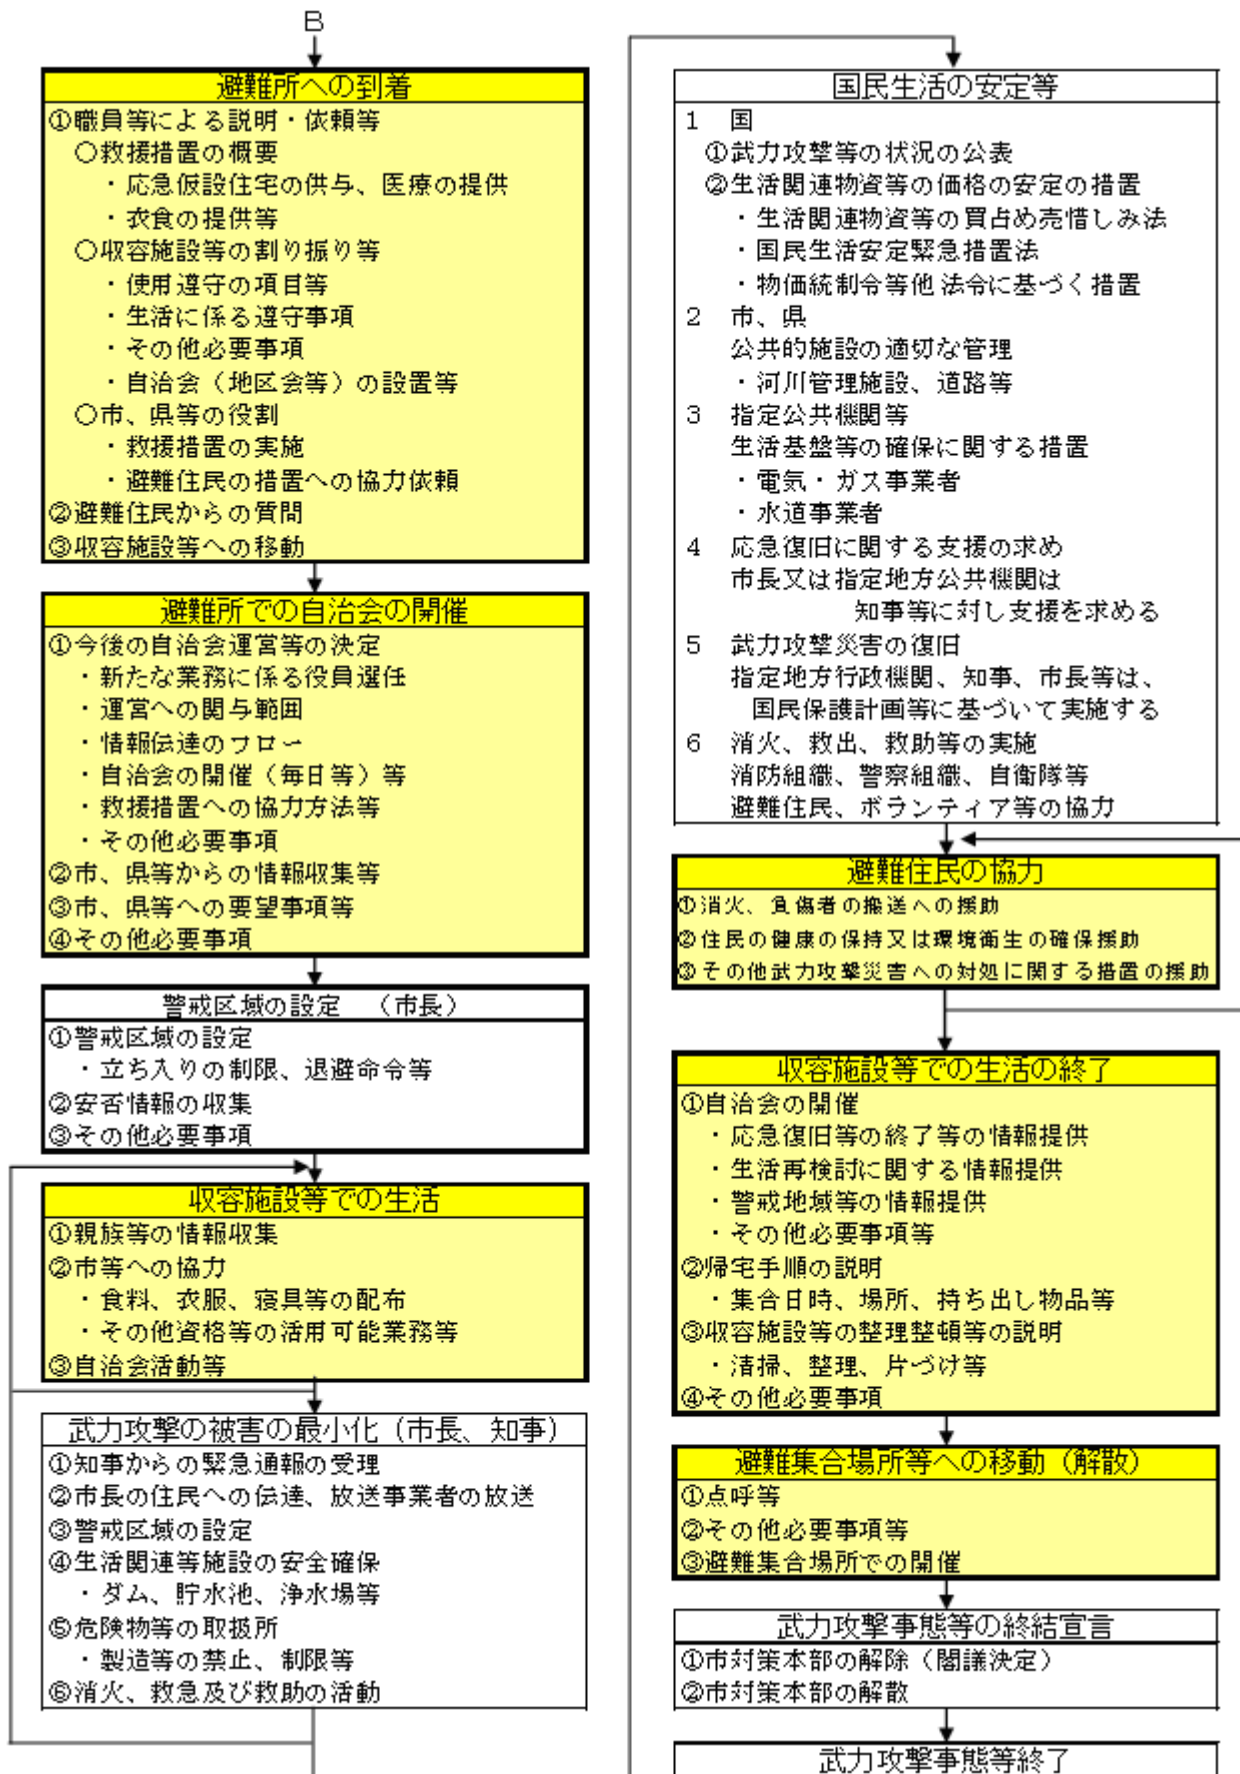 B
避難所への到着
①職員等による説明・依頼等
○救援措置の概要
・応急仮設住宅の供与、医療の提供
・衣食の提供等
○収容施設等の割り振り等
・使用遵守の項目等
・生活に係る遵守事項
・その他必要事項
・自治会（地区会等）の設置等
○市、県等の役割
・救援措置の実施
・避難住民の措置への協力依頼
②避難住民からの質問
③収容施設等への移動
避難所での自治会の開催
①今後の自治会運営等の決定
・新たな業務に係る役員選任
・運営への関与範囲
・情報伝達のフロー
・自治会の開催（毎日等）等
・救援措置への協力方法等
・その他必要事項
②市、県等からの情報収集等
③市、県等への要望事項等
④その他必要事項
警戒区域の設定　（市長）
①警戒区域の設定
・立ち入りの制限、退避命令等
②安否情報の収集
③その他必要事項
収容施設等での生活
①親族等の情報収集
②市等への協力
・食料、衣服、寝具等の配布
・その他資格等の活用可能業務等
③自治会活動等
武力攻撃の被害の最小化（市長、知事）
①知事からの緊急通報の受理
②市長の住民への伝達、放送事業者の放送
③警戒区域の設定
④生活関連等施設の安全確保
・ダム、貯水池、浄水場等
⑤危険物等の取扱所
・製造等の禁止、制限等
⑥消火、救急及び救助の活動
国民生活の安定等
1　国
①武力攻撃等の状況の公表
②生活関連物資等の価格の安定の措置
・生活関連物資等の買占め売惜しみ法
・国民生活安定緊急措置法
・物価統制令等他法令に基づく措置
2　市、県
公共的施設の適切な管理
・河川管理施設、道路等
3　指定公共機関等
生活基盤等の確保に関する措置
・電気・ガス事業者
・水道事業者
4　応急復旧に関する支援の求め
市長又は指定地方公共機関は
知事等に対し支援を求める
5　武力攻撃災害の復旧
指定地方行政機関、知事、市長等は、
国民保護計画等に基づいて実施する
6　消火、救出、救助等の実施
消防組織、警察組織、自衛隊等
避難住民、ボランティア等の協力
避難住民の協力
①消火、負傷者の搬送への援助
②住民の健康の保持又は環境衛生の確保援助
③その他武力攻撃災害への対処に関する措置の援助
収容施設等での生活の終了
①自治会の開催
・応急復旧等の終了等の情報提供
・生活再検討に関する情報提供
・警戒地域等の情報提供
・その他必要事項等
②帰宅手順の説明
・集合日時、場所、持ち出し物品等
③収容施設等の整理整頓等の説明
・清掃、整理、片づけ等
④その他必要事項
避難集合場所等への移動（解散）
①点呼等
②その他必要事項等
③避難集合場所での開催
武力攻撃事態等の終結宣言
①市対策本部の解除（閣議決定）
②市対策本部の解散
武力攻撃事態等終了